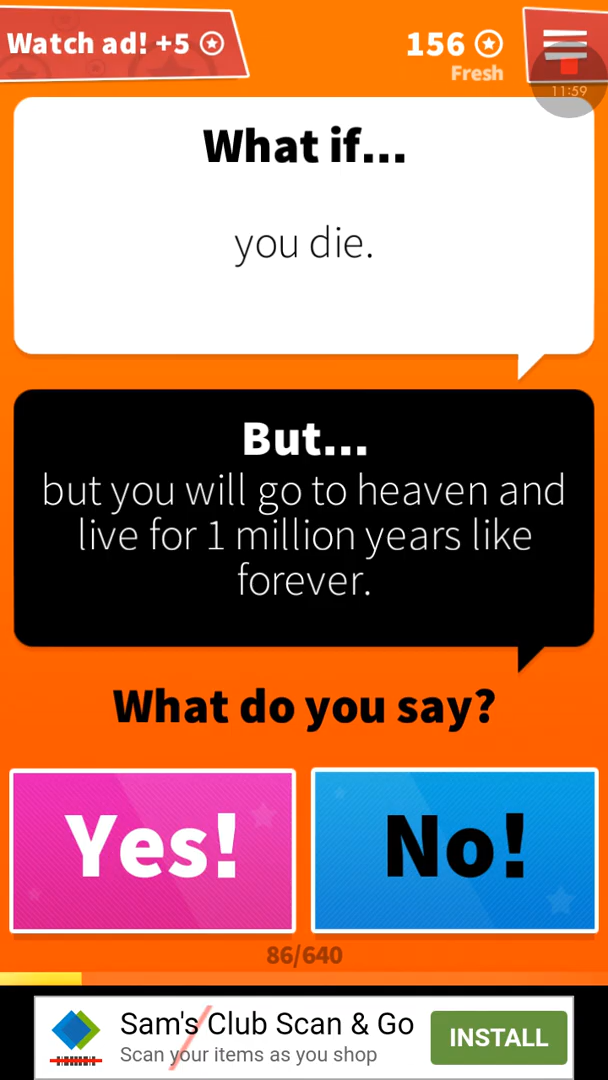 Watch ad! +5
156
Fresh
11:59
What if...
you die.
But...
but you will go to heaven and
live for 1 million years like
forever.
What do you say?
Yes!
No!
86/640
Sam's Club Scan & Go
Scan your items as you shop
INSTALL